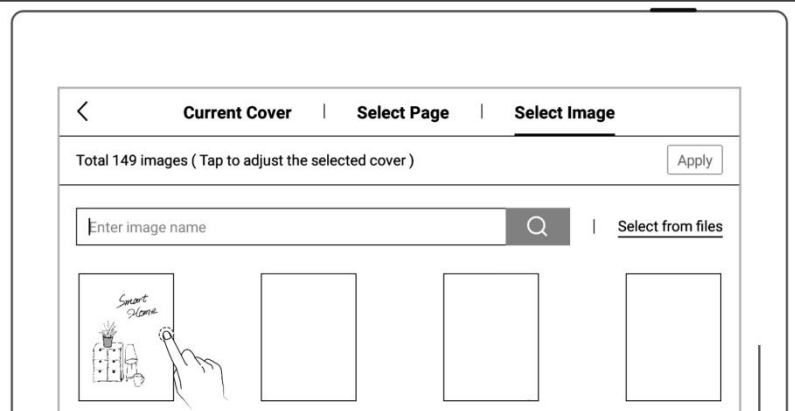 Current Cover | Select Page | Select Image
Total 149 images ( Tap to adjust the selected cover ) Apply
Enter image name | Select from files
Smart
Home